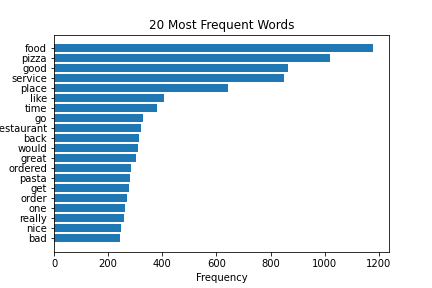 20 Most Frequent Words
food
pizza
good
service
place
like
time
go
estaurant
back
would
great
ordered
pasta
get
order
one
really
nice
bad
0 200 400 600 800 1000 1200
Frequency